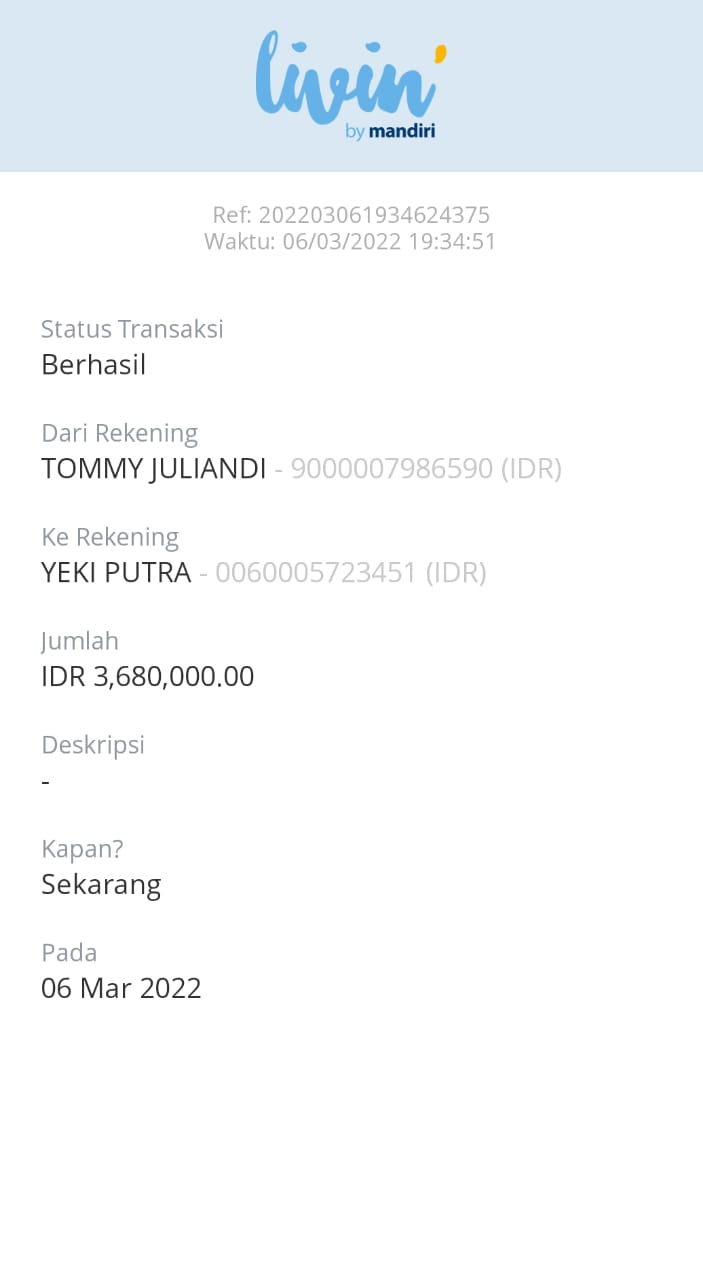 livin'
by mandiri
Ref: 202203061934624375
Waktu: 06/03/2022 19:34:51
Status Transaksi
Berhasil
Dari Rekening
TOMMY JULIANDI - 9000007986590 (IDR)
Ke Rekening
YEKI PUTRA - 0060005723451 (IDR)
Jumlah
IDR 3,680,000.00
Deskripsi
-
Kapan?
Sekarang
Pada
06 Mar 2022